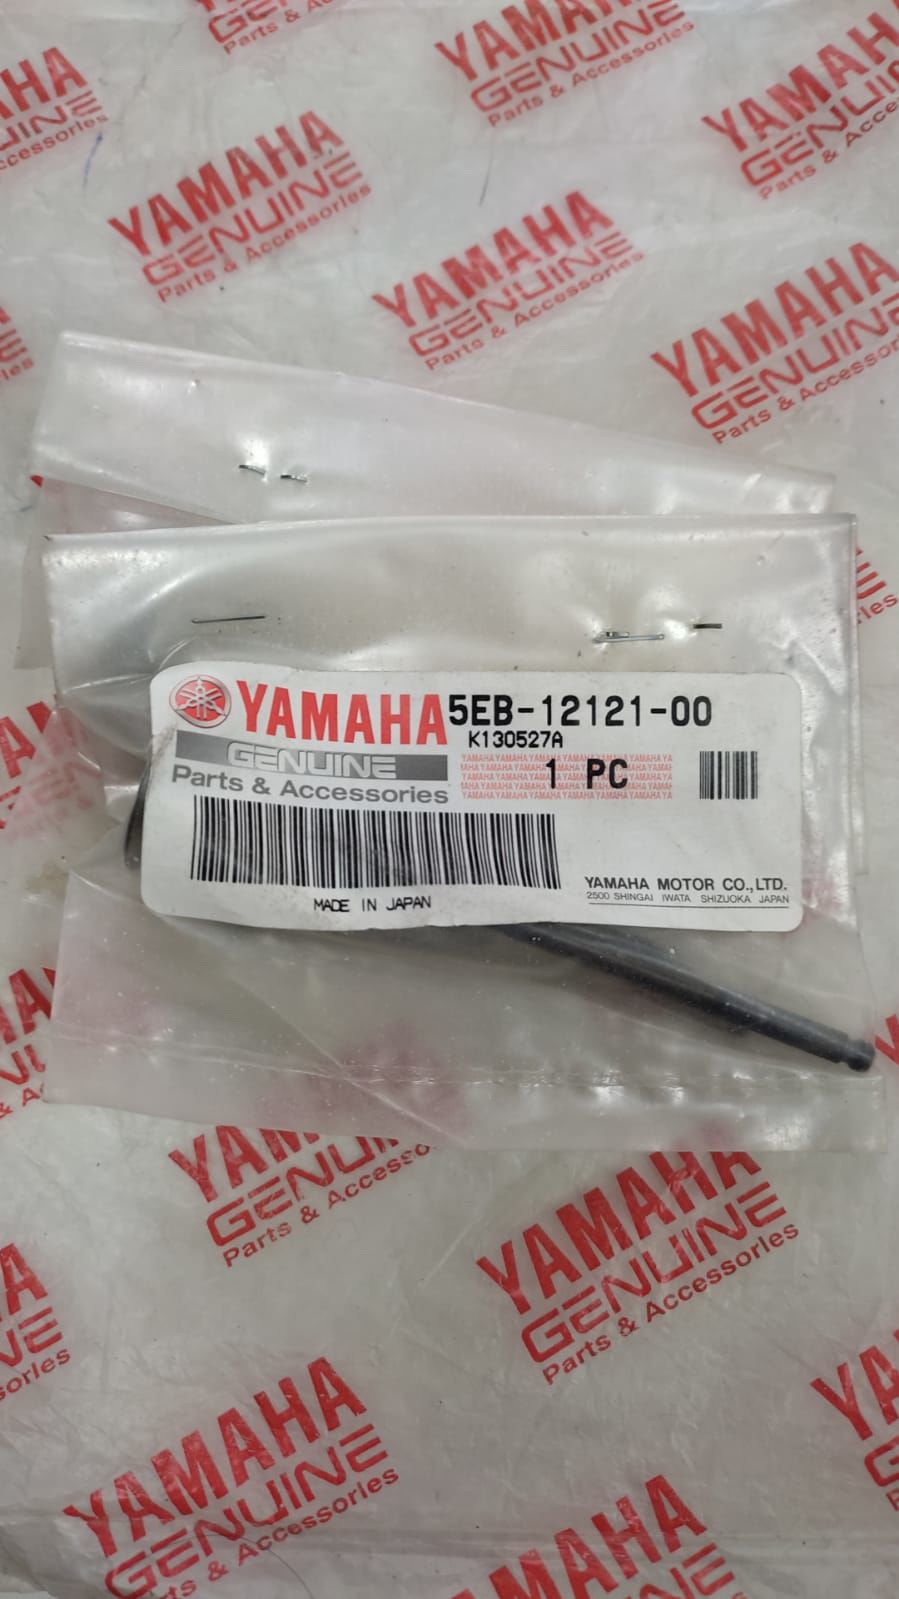 YAMAHA
GENUINE
Parts & Accessories
YAMAHA
GENUINE
Parts & Accessories
YAMAHA
GENUINE
Parts & Accessories
YAMAHA
GENUINE
Parts & Accessories
YAMAHA
GENUINE
Parts & Accessories
YAMAHA 5EB-12121-00
K130527A
GENUINE
1 PC
Parts & Accessories
YAMAHA MOTOR CO.,LTD.
2500 SHINGAI IWATA SHIZUOKA JAPAN
MADE IN JAPAN
YAMAHA
GENUINE
Parts & Accessories
YAMAHA
GENUINE
Parts & Accessories
YAMAHA
GENUINE